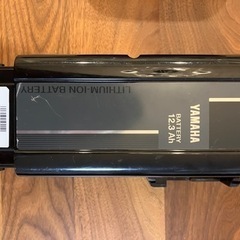 LITHIUM-ION BATTERY
YAMAHA
BATTERY
12.3 Ah